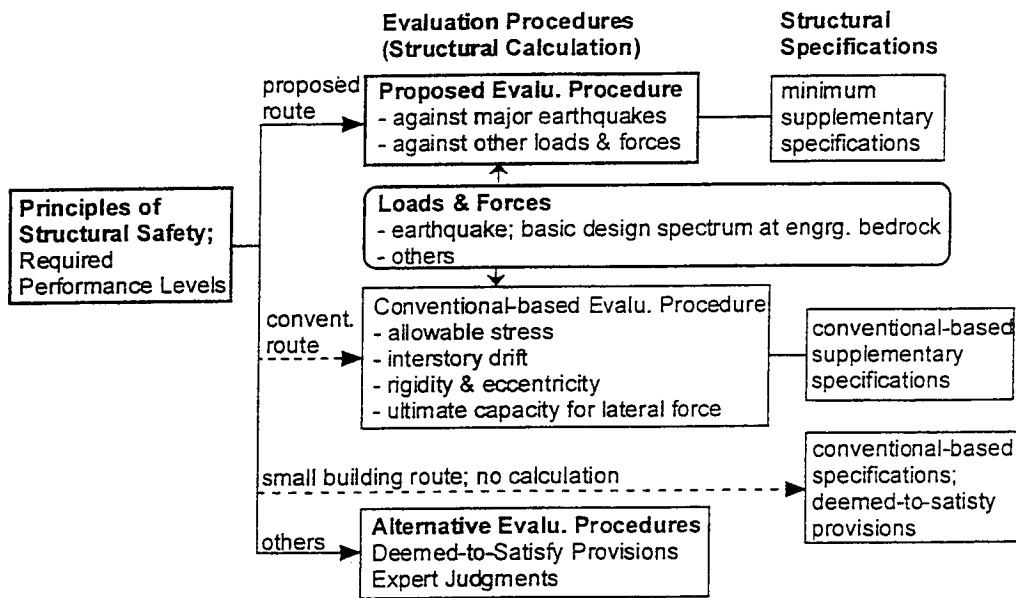 Evaluation Procedures
(Structural Calculation)
Structural
Specifications
proposed
route
Proposed Evalu. Procedure
- against major earthquakes
- against other loads & forces
minimum
supplementary
specifications
Principles of
Structural Safety;
Required
Performance Levels
Loads & Forces
- earthquake; basic design spectrum at engrg. bedrock
- others
convent.
route
Conventional-based Evalu. Procedure
- allowable stress
- interstory drift
- rigidity & eccentricity
- ultimate capacity for lateral force
conventional-based
supplementary
specifications
small building route; no calculation
conventional-based
specifications;
deemed-to-satisty
provisions
others
Alternative Evalu. Procedures
Deemed-to-Satisfy Provisions
Expert Judgments